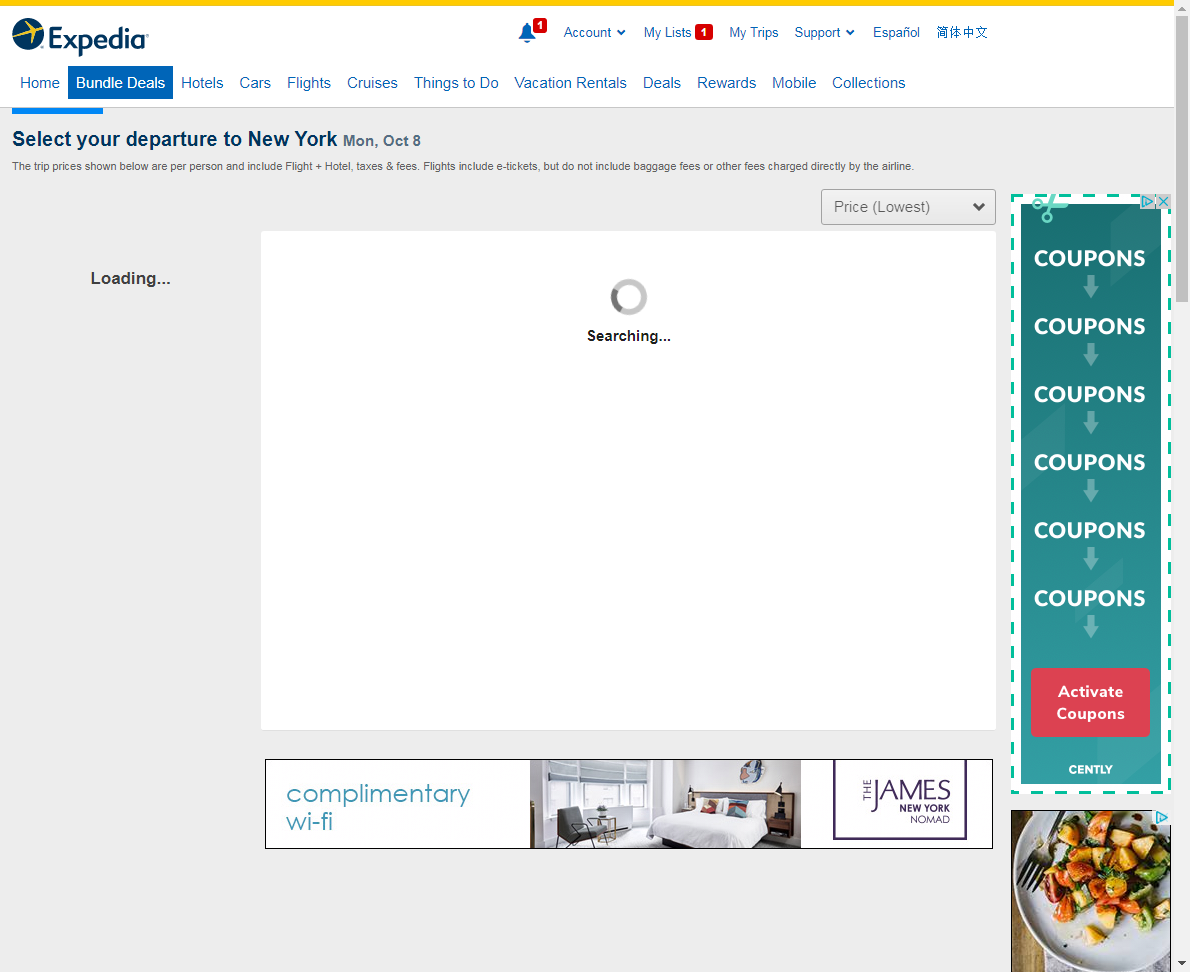 Expedia
1
Account
My Lists 1
My Trips
Support
Español
简体中文
Home
Bundle Deals
Hotels
Cars
Flights
Cruises
Things to Do
Vacation Rentals
Deals
Rewards
Mobile
Collections
Select your departure to New York Mon, Oct 8
The trip prices shown below are per person and include Flight + Hotel, taxes & fees. Flights include e-tickets, but do not include baggage fees or other fees charged directly by the airline.
Price (Lowest)
Loading...
Searching...
COUPONS
COUPONS
COUPONS
COUPONS
COUPONS
COUPONS
Activate
Coupons
CENTLY
complimentary
wi-fi
THE JAMES
NEW YORK
NOMAD